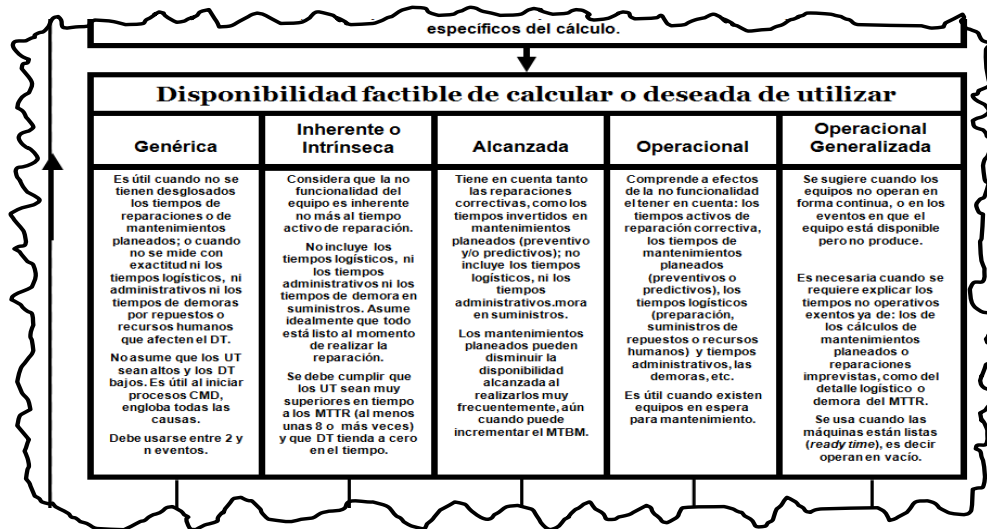 específicos del cálculo.
Disponibilidad factible de calcular o deseada de utilizar
Genérica
Es útil cuando no se
tienen desglosados
los tiempos de
reparaciones o de
mantenimientos
planeados; o cuando
no se mide con
exactitud ni los
tiempos logísticos, ni
administrativos ni los
tiempos de demoras
por repuestos o
recursos humanos
que afecten el DT.
No asume que los UT
sean altos y los DT
bajos. Es útil al iniciar
procesos CMD,
engloba todas las
causas.
Debe usarse entre 2 y
n eventos.
Inherente o
Intrínseca
Considera que la no
funcionalidad del
equipo es inherente
no más al tiempo
activo de reparación.
No incluye los
tiempos logísticos, ni
los tiempos
administrativos ni los
tiempos de demora en
suministros. Asume
idealmente que todo
está listo al momento
de realizar la
reparación.
Se debe cumplir que
los UT sean muy
superiores en tiempo
a los MTTR (al menos
unas 8 o más veces)
y que DT tienda a cero
en el tiempo.
Alcanzada
Tiene en cuenta tanto
las reparaciones
correctivas, como los
tiempos invertidos en
mantenimientos
planeados (preventivo
y/o predictivos); no
incluye los tiempos
logísticos, ni los
tiempos
administrativos.mora
en suministros.
Los mantenimientos
planeados pueden
disminuir la
disponibilidad
alcanzada al
realizarlos muy
frecuentemente, aún
cuando puede
incrementar el MTBM.
Operacional
Comprende a efectos
de la no funcionalidad
el tener en cuenta: los
tiempos activos de
reparación correctiva,
los tiempos de
mantenimientos
planeados
(preventivos o
predictivos), los
tiempos logísticos
(preparación,
suministros de
repuestos o recursos
humanos) y tiempos
administrativos, las
demoras, etc.
Es útil cuando existen
equipos en espera
para mantenimiento.
Operacional
Generalizada
Se sugiere cuando los
equipos no operan en
forma continua, o en los
eventos en que el
equipo está disponible
pero no produce.
Es necesaria cuando se
requiere explicar los
tiempos no operativos
exentos ya de: los de
los cálculos de
mantenimientos
planeados o
reparaciones
imprevistas, como del
detalle logístico o
demora del MTTR.
Se usa cuando las
máquinas están listas
(ready time), es decir
operan en vacío.